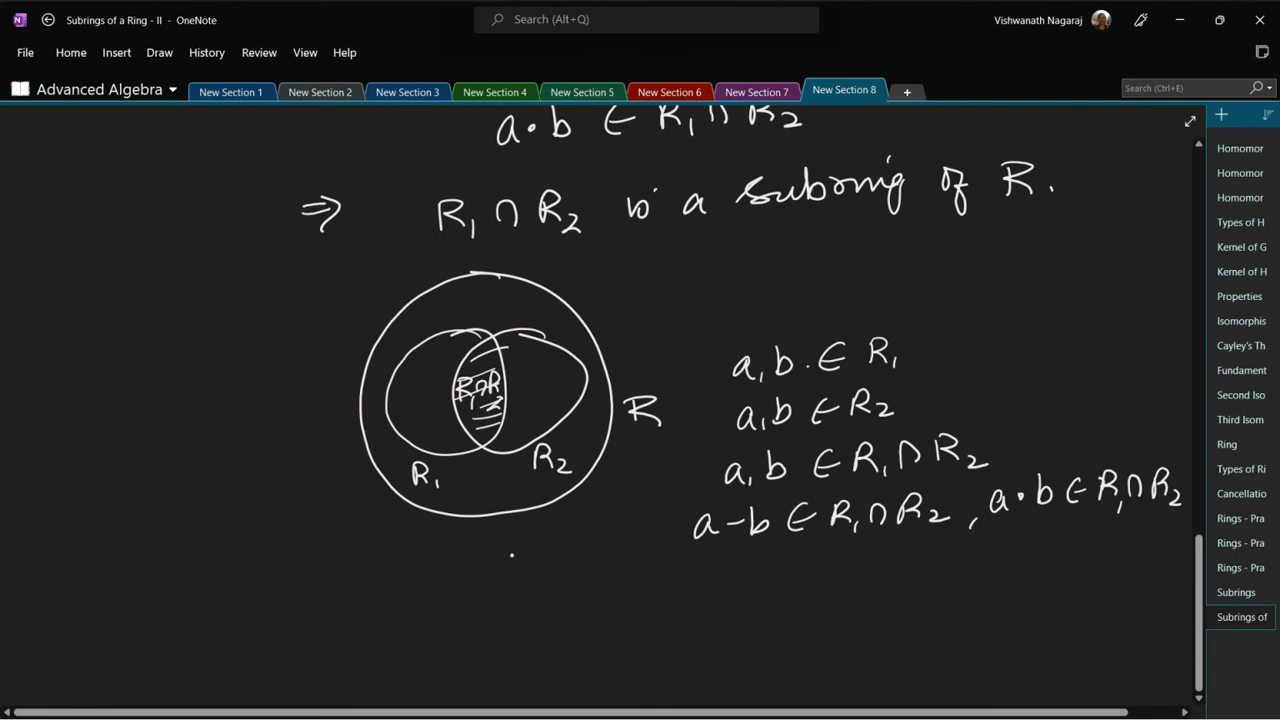 Subrings of a Ring - II - OneNote
Search (Alt+Q)
Vishwanath Nagaraj
File Home Insert Draw History Review View Help
Advanced Algebra
New Section 1 New Section 2 New Section 3 New Section 4 New Section 5 New Section 6 New Section 7 New Section 8
Search (Ctrl+E)
a • b ∈ R₁ ∩ R₂
⇒ R₁ ∩ R₂ is a subring of R.
R₁∩R₂
R
R₁
R₂
a, b ∈ R₁
a, b ∈ R₂
a, b ∈ R₁ ∩ R₂
a - b ∈ R₁ ∩ R₂ , a • b ∈ R₁ ∩ R₂
Homomor
Homomor
Homomor
Types of H
Kernel of G
Kernel of H
Properties
Isomorphis
Cayley's Th
Fundament
Second Iso
Third Isom
Ring
Types of Ri
Cancellatio
Rings - Pra
Rings - Pra
Rings - Pra
Subrings
Subrings of